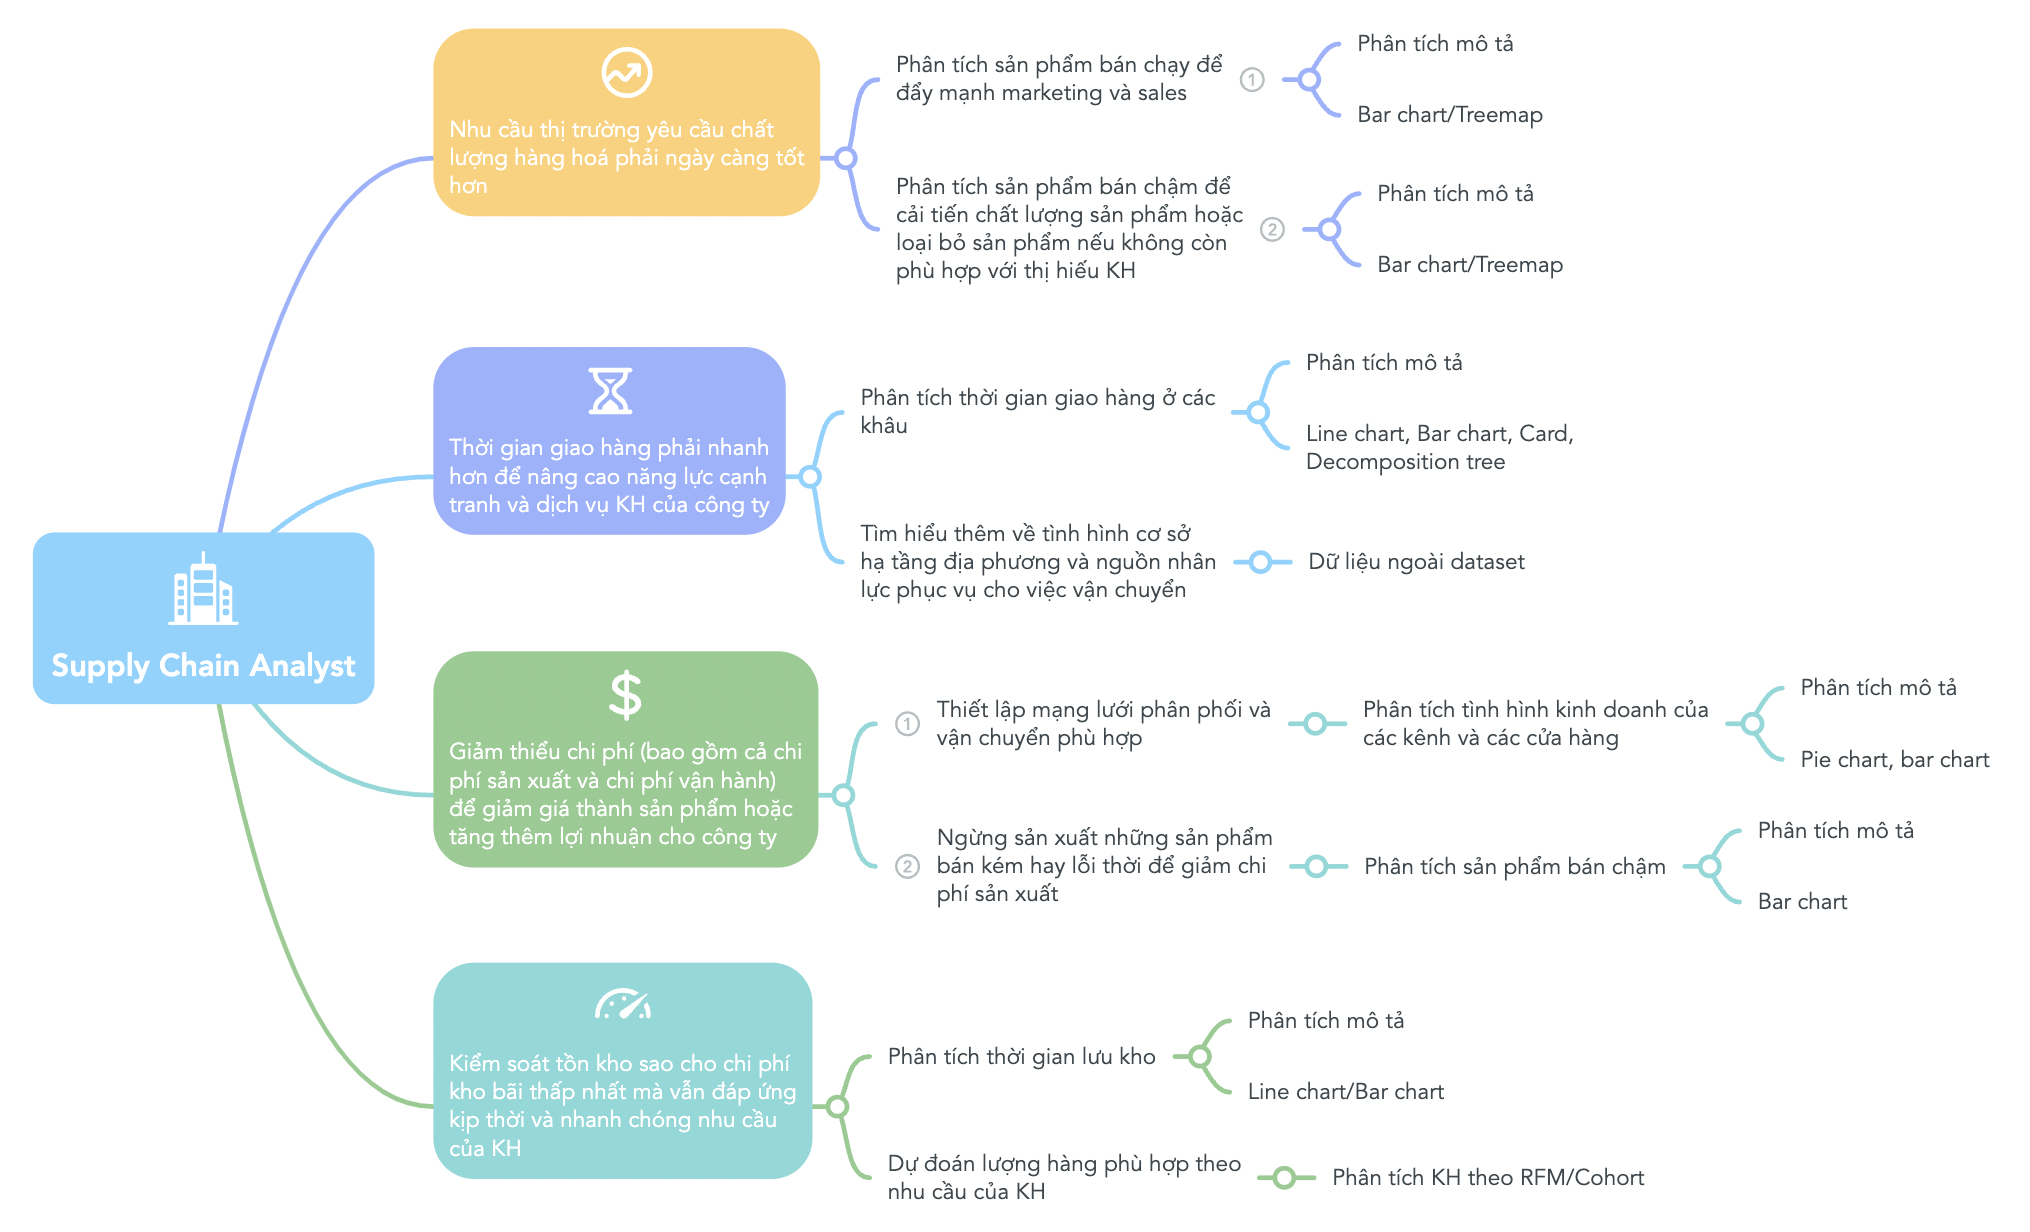 Supply Chain Analyst
Nhu cầu thị trường yêu cầu chất
lượng hàng hoá phải ngày càng tốt
hơn
Phân tích sản phẩm bán chạy để
đẩy mạnh marketing và sales
1
Phân tích mô tả
Bar chart/Treemap
Phân tích sản phẩm bán chậm để
cải tiến chất lượng sản phẩm hoặc
loại bỏ sản phẩm nếu không còn
phù hợp với thị hiếu KH
2
Phân tích mô tả
Bar chart/Treemap
Thời gian giao hàng phải nhanh
hơn để nâng cao năng lực cạnh
tranh và dịch vụ KH của công ty
Phân tích thời gian giao hàng ở các
khâu
Phân tích mô tả
Line chart, Bar chart, Card,
Decomposition tree
Tìm hiểu thêm về tình hình cơ sở
hạ tầng địa phương và nguồn nhân
lực phục vụ cho việc vận chuyển
Dữ liệu ngoài dataset
Giảm thiểu chi phí (bao gồm cả chi
phí sản xuất và chi phí vận hành)
để giảm giá thành sản phẩm hoặc
tăng thêm lợi nhuận cho công ty
1
Thiết lập mạng lưới phân phối và
vận chuyển phù hợp
Phân tích tình hình kinh doanh của
các kênh và các cửa hàng
Phân tích mô tả
Pie chart, bar chart
2
Ngừng sản xuất những sản phẩm
bán kém hay lỗi thời để giảm chi
phí sản xuất
Phân tích sản phẩm bán chậm
Phân tích mô tả
Bar chart
Kiểm soát tồn kho sao cho chi phí
kho bãi thấp nhất mà vẫn đáp ứng
kịp thời và nhanh chóng nhu cầu
của KH
Phân tích thời gian lưu kho
Phân tích mô tả
Line chart/Bar chart
Dự đoán lượng hàng phù hợp theo
nhu cầu của KH
Phân tích KH theo RFM/Cohort